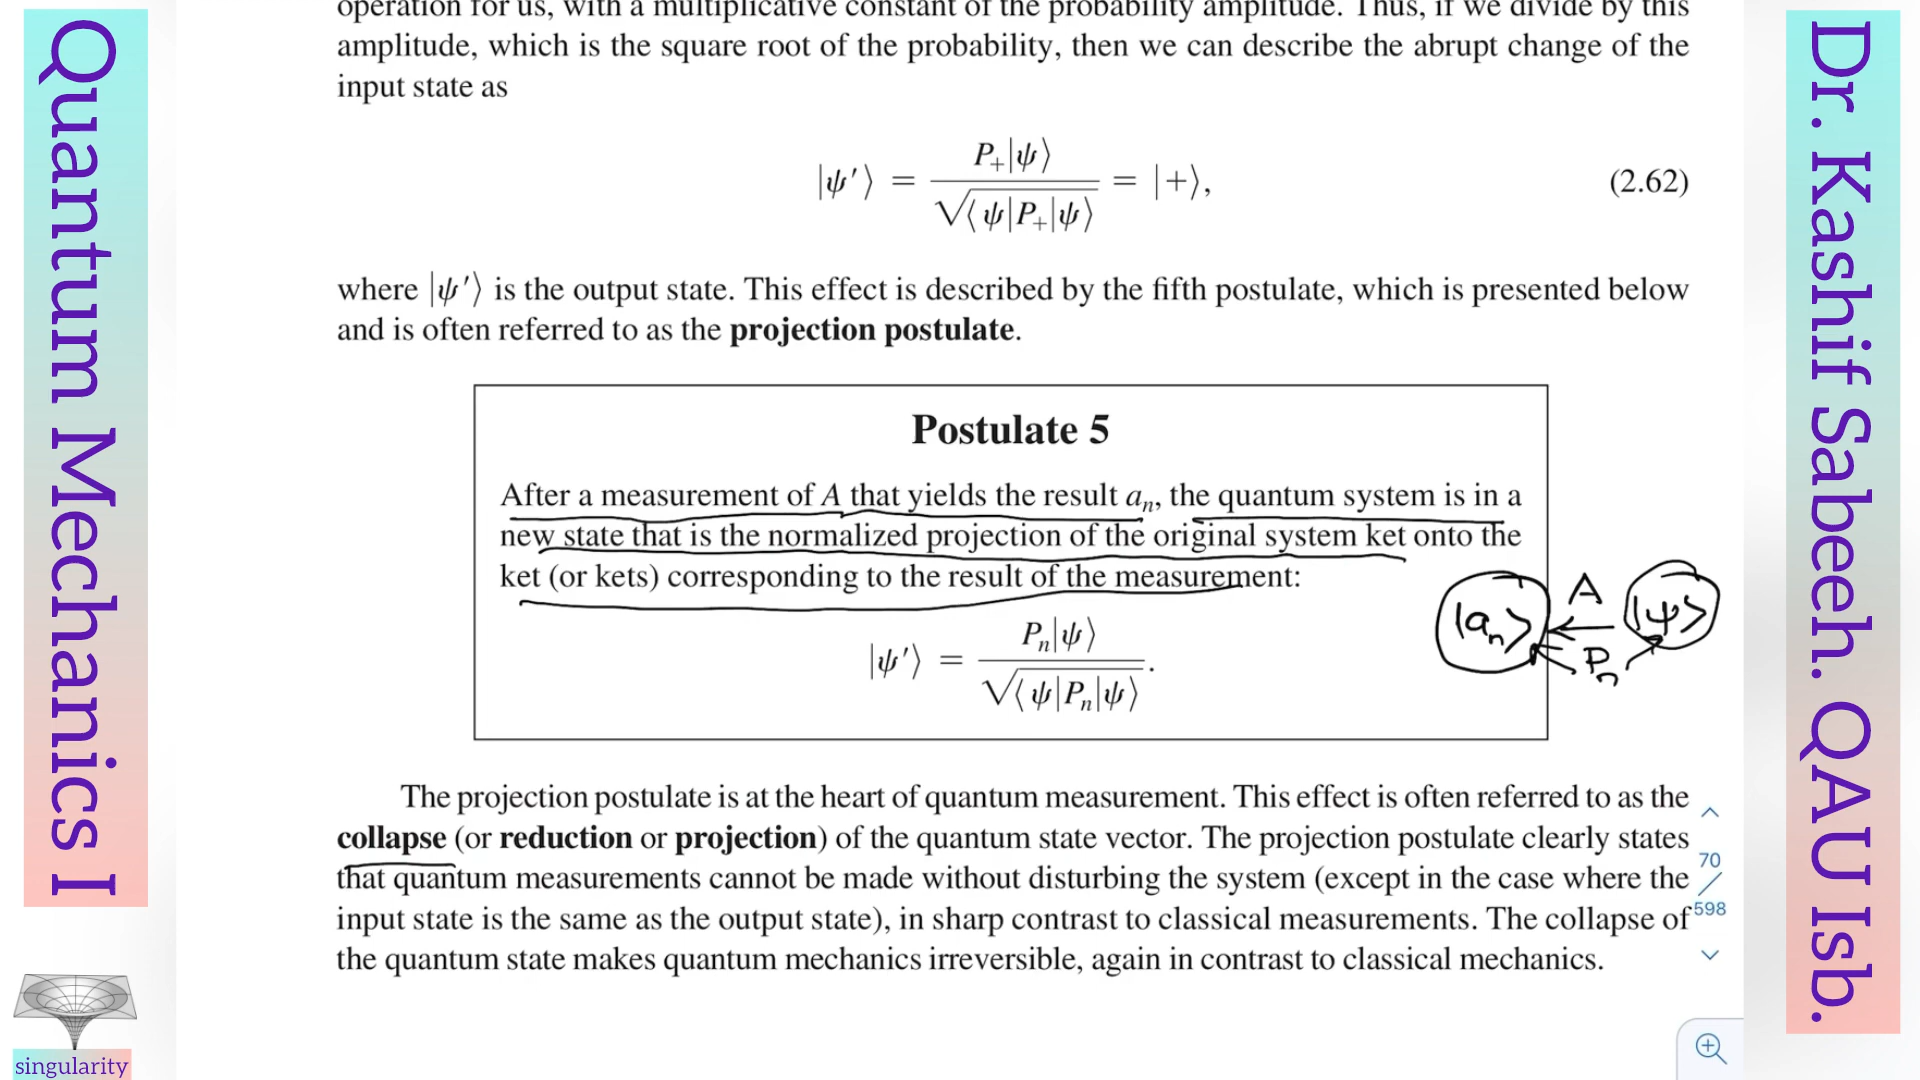 Quantum Mechanics I
singularity
operation for us, with a multiplicative constant of the probability amplitude. Thus, if we divide by this
amplitude, which is the square root of the probability, then we can describe the abrupt change of the
input state as
|ψ′⟩ = P₊|ψ⟩ / √⟨ψ|P₊|ψ⟩ = |+⟩, (2.62)
where |ψ′⟩ is the output state. This effect is described by the fifth postulate, which is presented below
and is often referred to as the projection postulate.
Postulate 5
After a measurement of A that yields the result aₙ, the quantum system is in a
new state that is the normalized projection of the original system ket onto the
ket (or kets) corresponding to the result of the measurement:
|ψ′⟩ = Pₙ|ψ⟩ / √⟨ψ|Pₙ|ψ⟩.
|aₙ> A |ψ>
Pₙ
The projection postulate is at the heart of quantum measurement. This effect is often referred to as the
collapse (or reduction or projection) of the quantum state vector. The projection postulate clearly states
that quantum measurements cannot be made without disturbing the system (except in the case where the
input state is the same as the output state), in sharp contrast to classical measurements. The collapse of
the quantum state makes quantum mechanics irreversible, again in contrast to classical mechanics.
70
598
Dr. Kashif Sabeeh. QAU Isb.